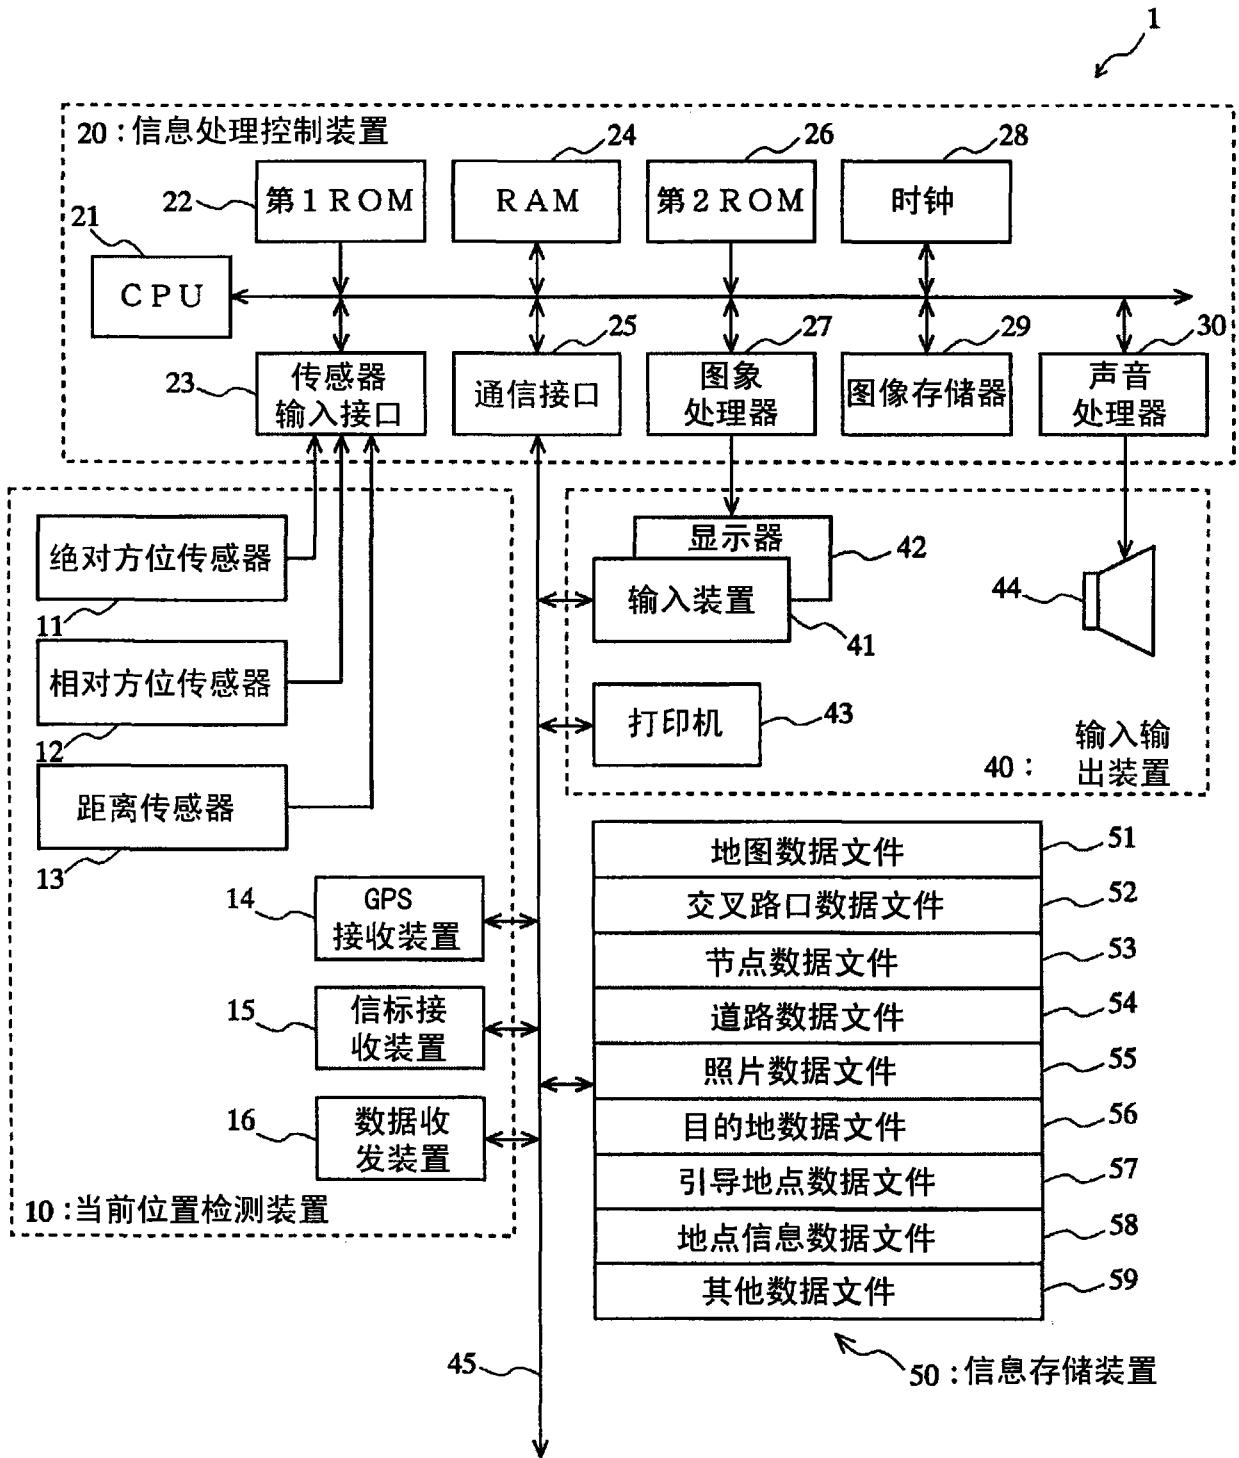 1
20：信息处理控制装置
24
26
28
22
第1ROM
RAM
第2ROM
时钟
21
CPU
25
27
29
30
23
传感器
输入接口
通信接口
图象
处理器
图像存储器
声音
处理器
绝对方位传感器
11
显示器
42
输入装置
41
44
相对方位传感器
12
打印机
43
40：
输入输
出装置
距离传感器
13
14
GPS
接收装置
15
信标接
收装置
16
数据收
发装置
10：当前位置检测装置
地图数据文件
51
交叉路口数据文件
52
节点数据文件
53
道路数据文件
54
照片数据文件
55
目的地数据文件
56
引导地点数据文件
57
地点信息数据文件
58
其他数据文件
59
45
50：信息存储装置